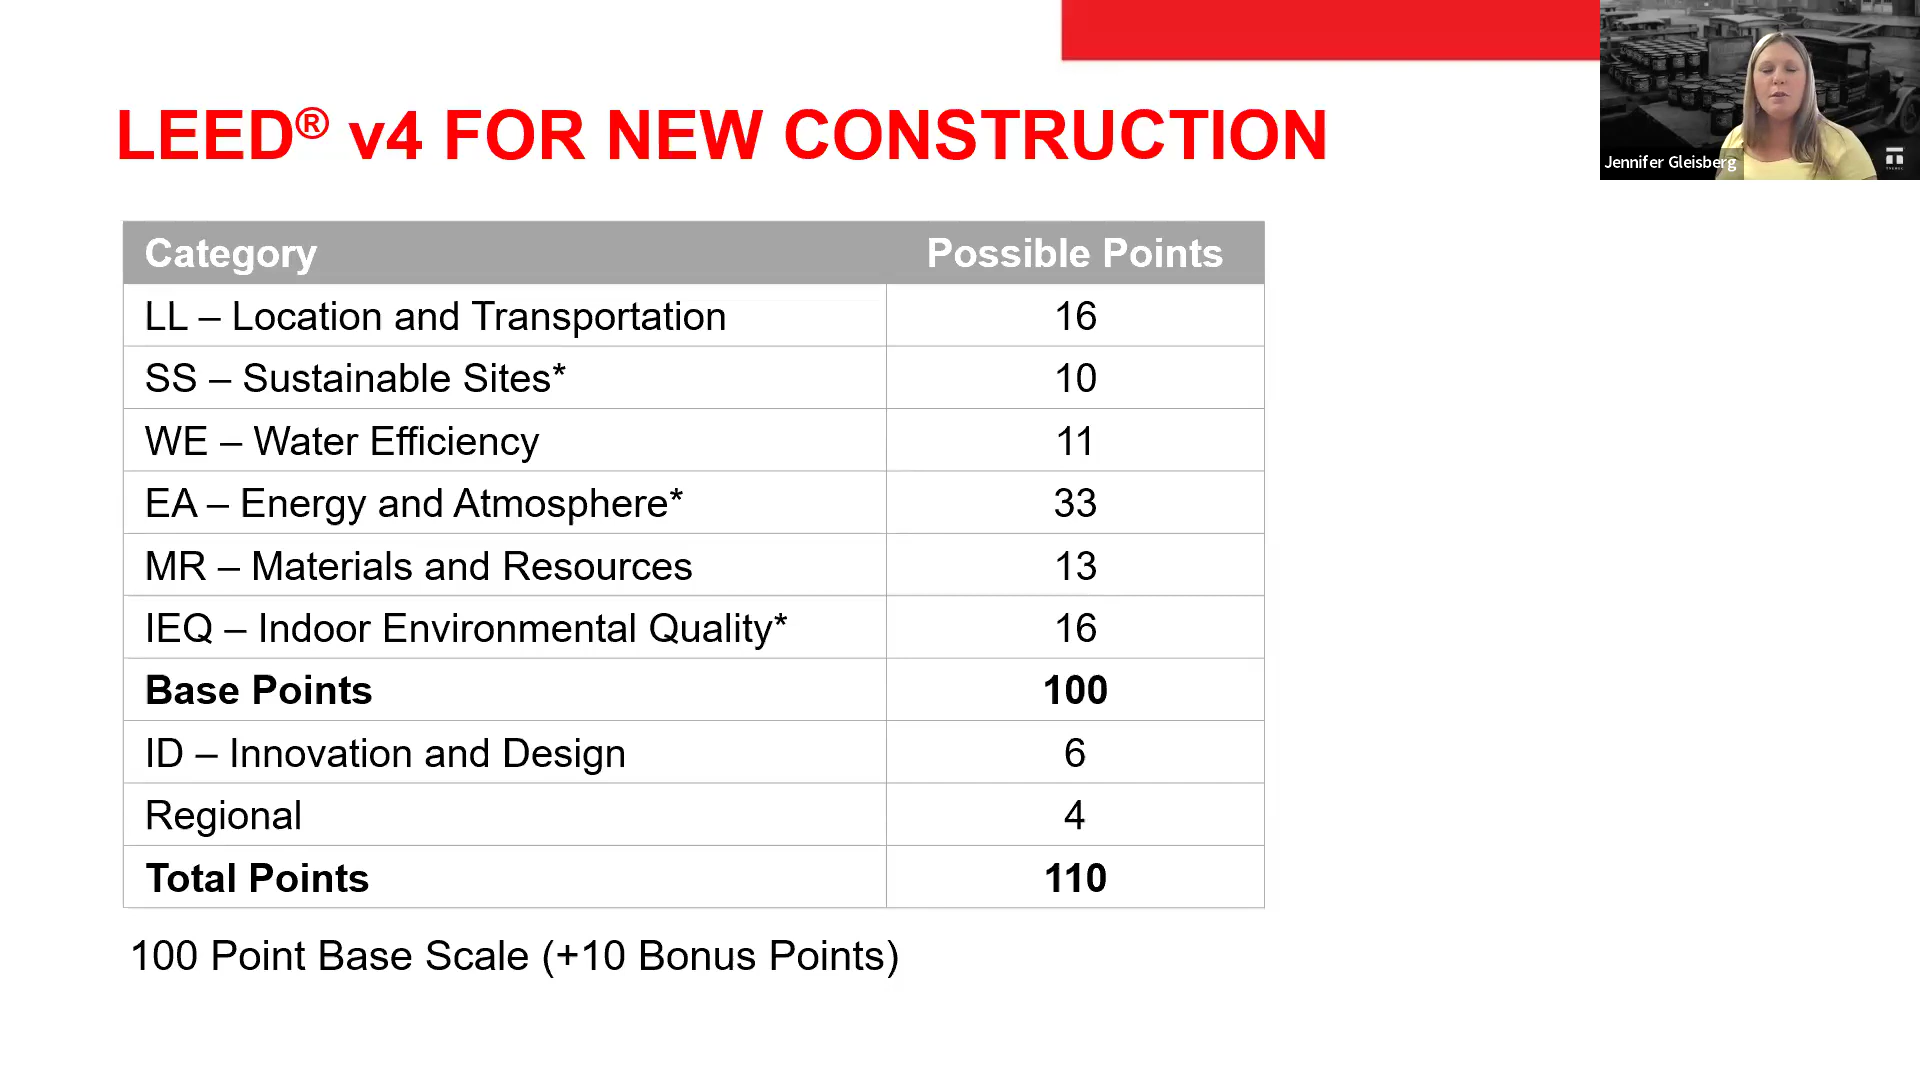 LEED® v4 FOR NEW CONSTRUCTION
Jennifer Gleisberg
Category Possible Points
LL – Location and Transportation 16
SS – Sustainable Sites* 10
WE – Water Efficiency 11
EA – Energy and Atmosphere* 33
MR – Materials and Resources 13
IEQ – Indoor Environmental Quality* 16
Base Points 100
ID – Innovation and Design 6
Regional 4
Total Points 110
100 Point Base Scale (+10 Bonus Points)